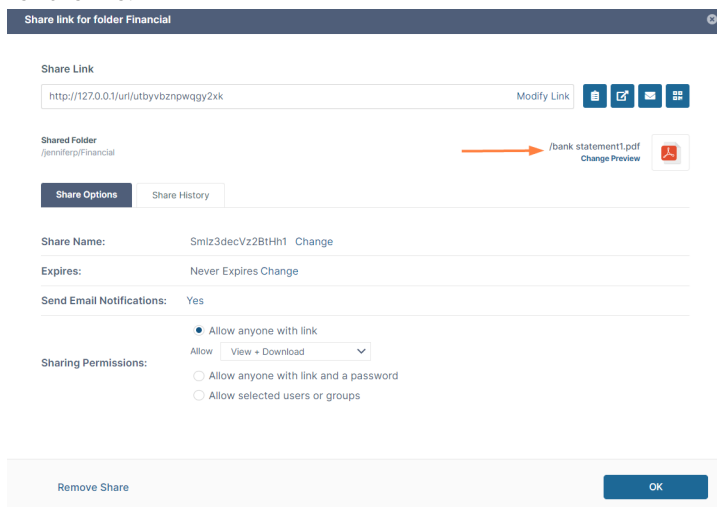 Share link for folder Financial
Share Link
http://127.0.0.1/url/utbyvbznpwqgy2xk Modify Link
Shared Folder
/jenniferp/Financial
/bank statement1.pdf
Change Preview
Share Options Share History
Share Name: Smlz3decVz2BtHh1 Change
Expires: Never Expires Change
Send Email Notifications: Yes
Sharing Permissions:
Allow anyone with link
Allow View + Download
Allow anyone with link and a password
Allow selected users or groups
Remove Share OK